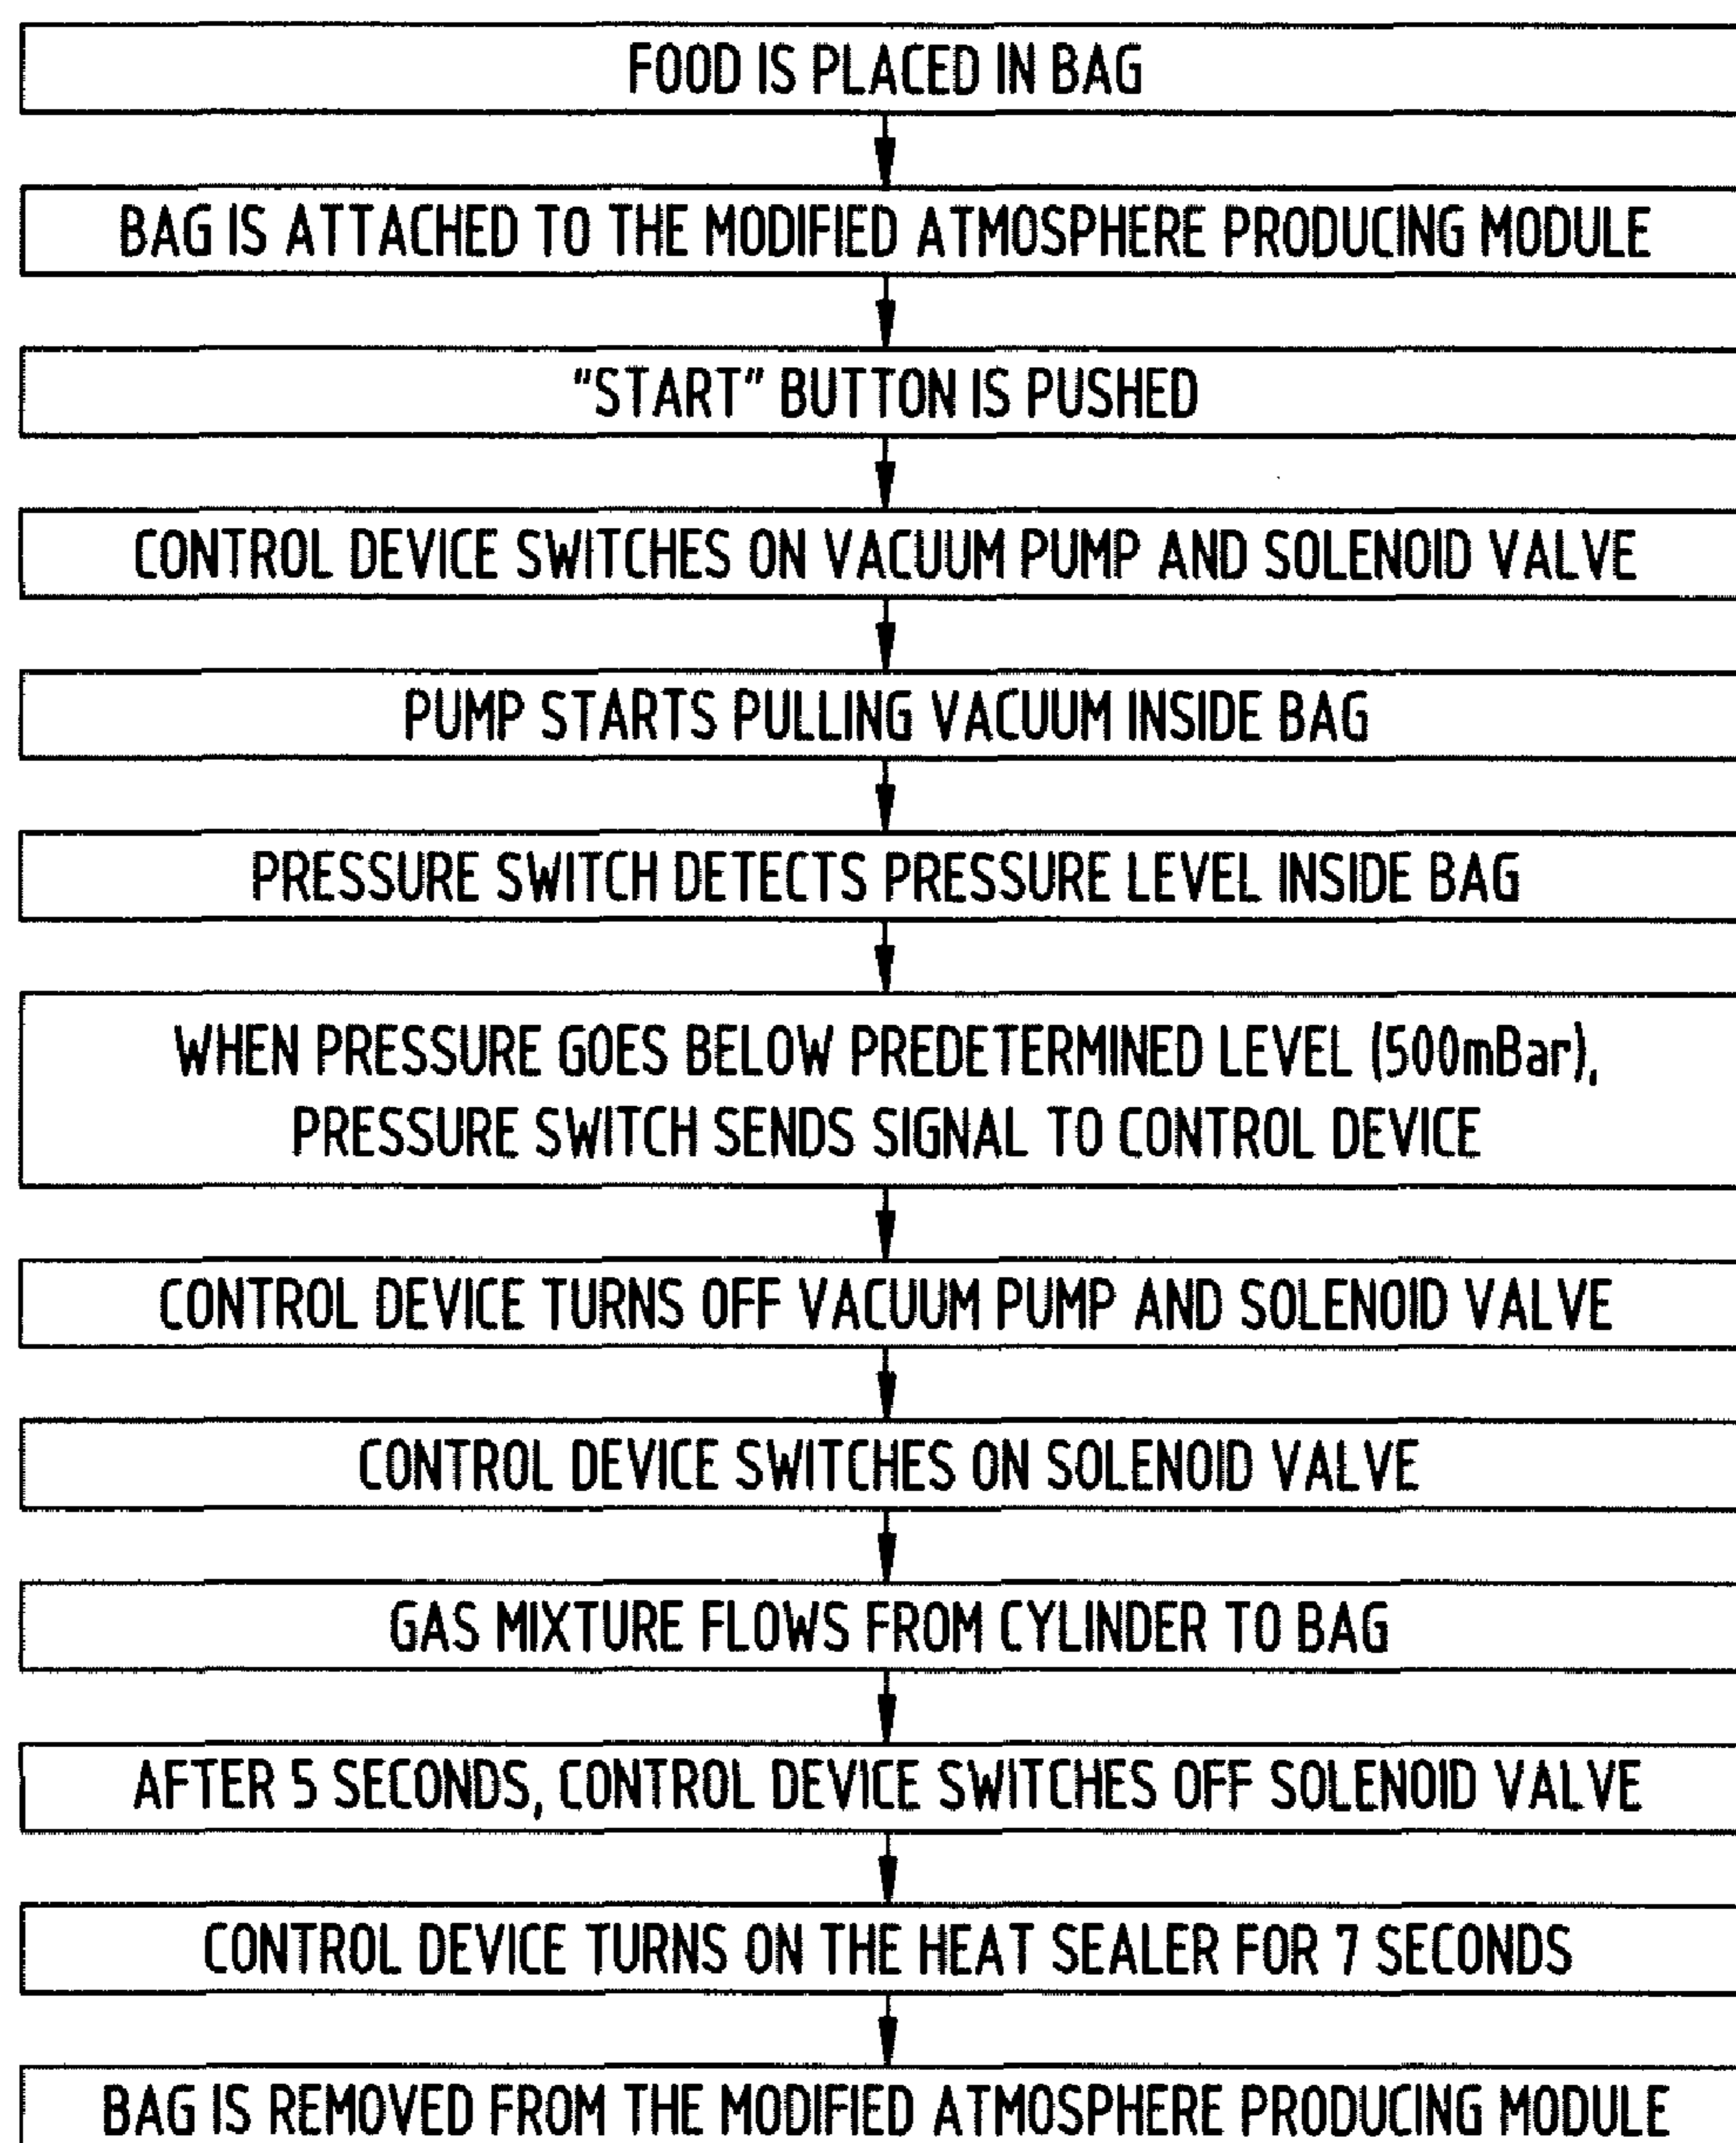 FOOD IS PLACED IN BAG
BAG IS ATTACHED TO THE MODIFIED ATMOSPHERE PRODUCING MODULE
"START" BUTTON IS PUSHED
CONTROL DEVICE SWITCHES ON VACUUM PUMP AND SOLENOID VALVE
PUMP STARTS PULLING VACUUM INSIDE BAG
PRESSURE SWITCH DETECTS PRESSURE LEVEL INSIDE BAG
WHEN PRESSURE GOES BELOW PREDETERMINED LEVEL (500mBar),
PRESSURE SWITCH SENDS SIGNAL TO CONTROL DEVICE
CONTROL DEVICE TURNS OFF VACUUM PUMP AND SOLENOID VALVE
CONTROL DEVICE SWITCHES ON SOLENOID VALVE
GAS MIXTURE FLOWS FROM CYLINDER TO BAG
AFTER 5 SECONDS, CONTROL DEVICE SWITCHES OFF SOLENOID VALVE
CONTROL DEVICE TURNS ON THE HEAT SEALER FOR 7 SECONDS
BAG IS REMOVED FROM THE MODIFIED ATMOSPHERE PRODUCING MODULE